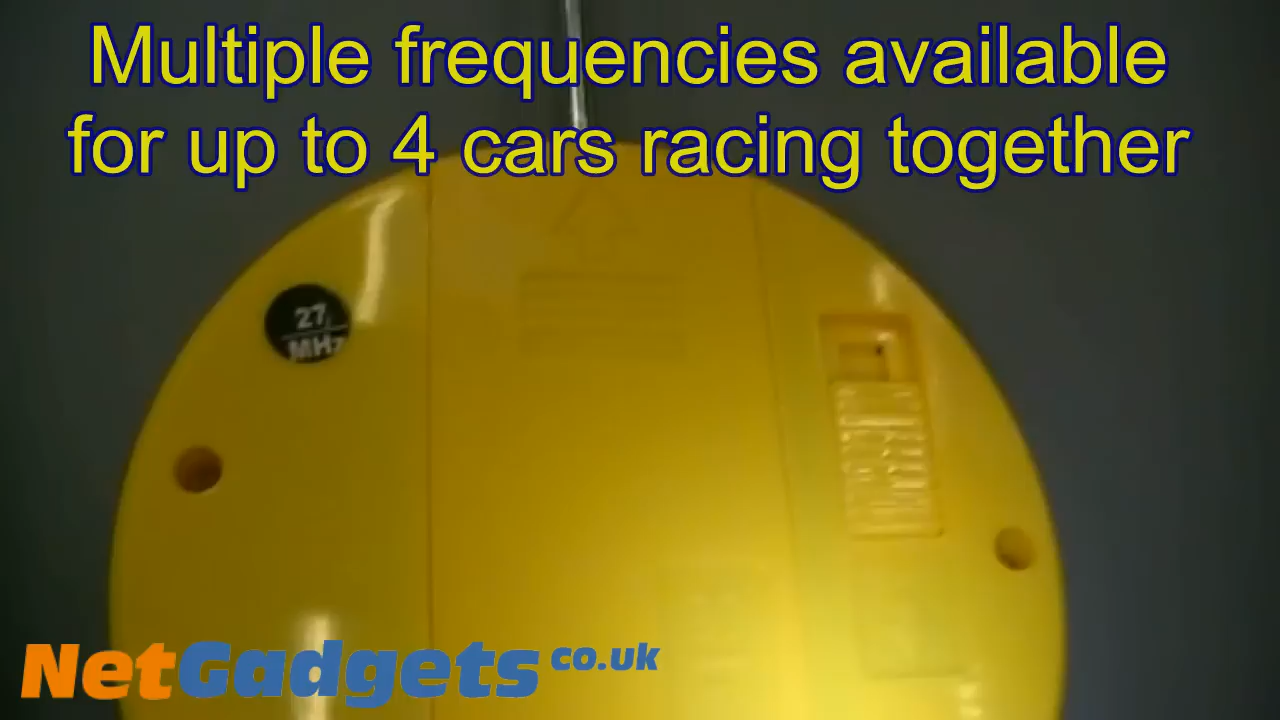 Multiple frequencies available
for up to 4 cars racing together
27
MHz
NetGadgets.co.uk